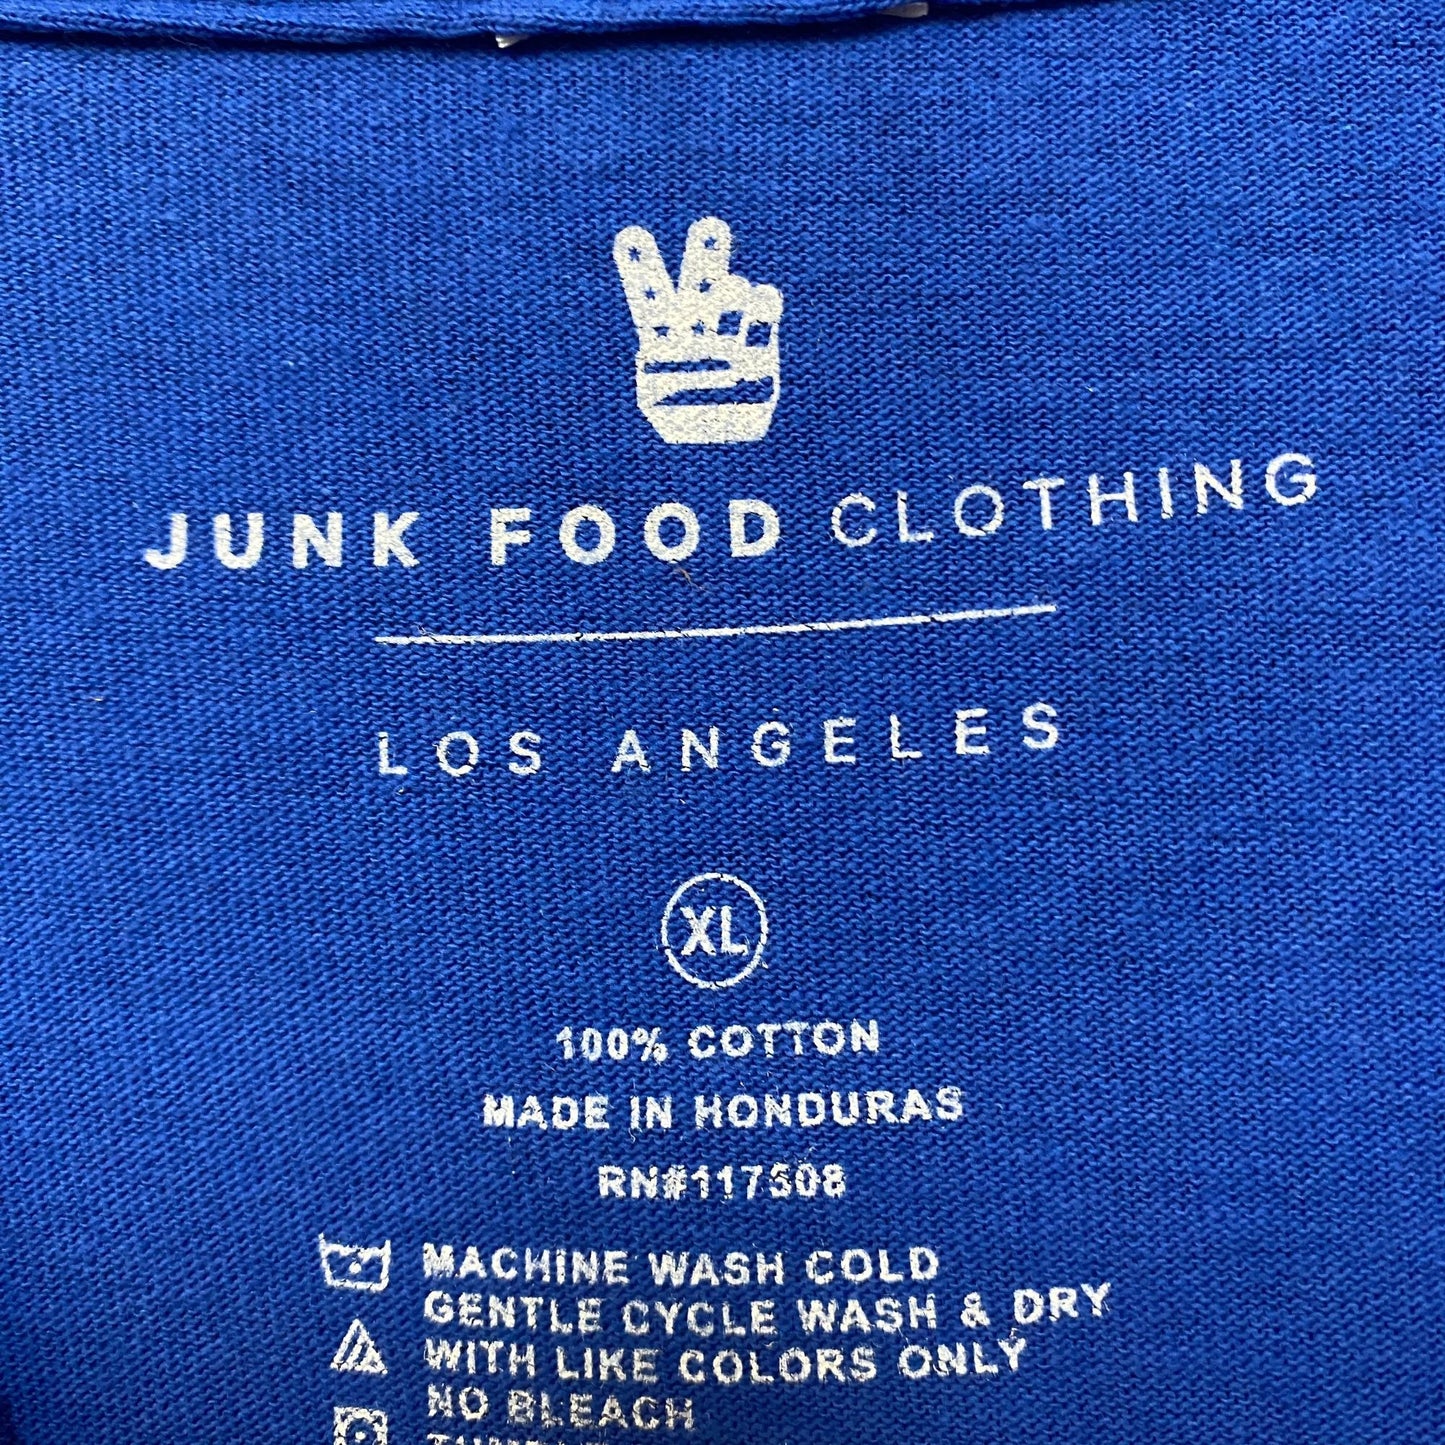 JUNK FOOD CLOTHING
LOS ANGELES
XL
100% COTTON
MADE IN HONDURAS
RN#117508
MACHINE WASH COLD
GENTLE CYCLE WASH & DRY
WITH LIKE COLORS ONLY
NO BLEACH